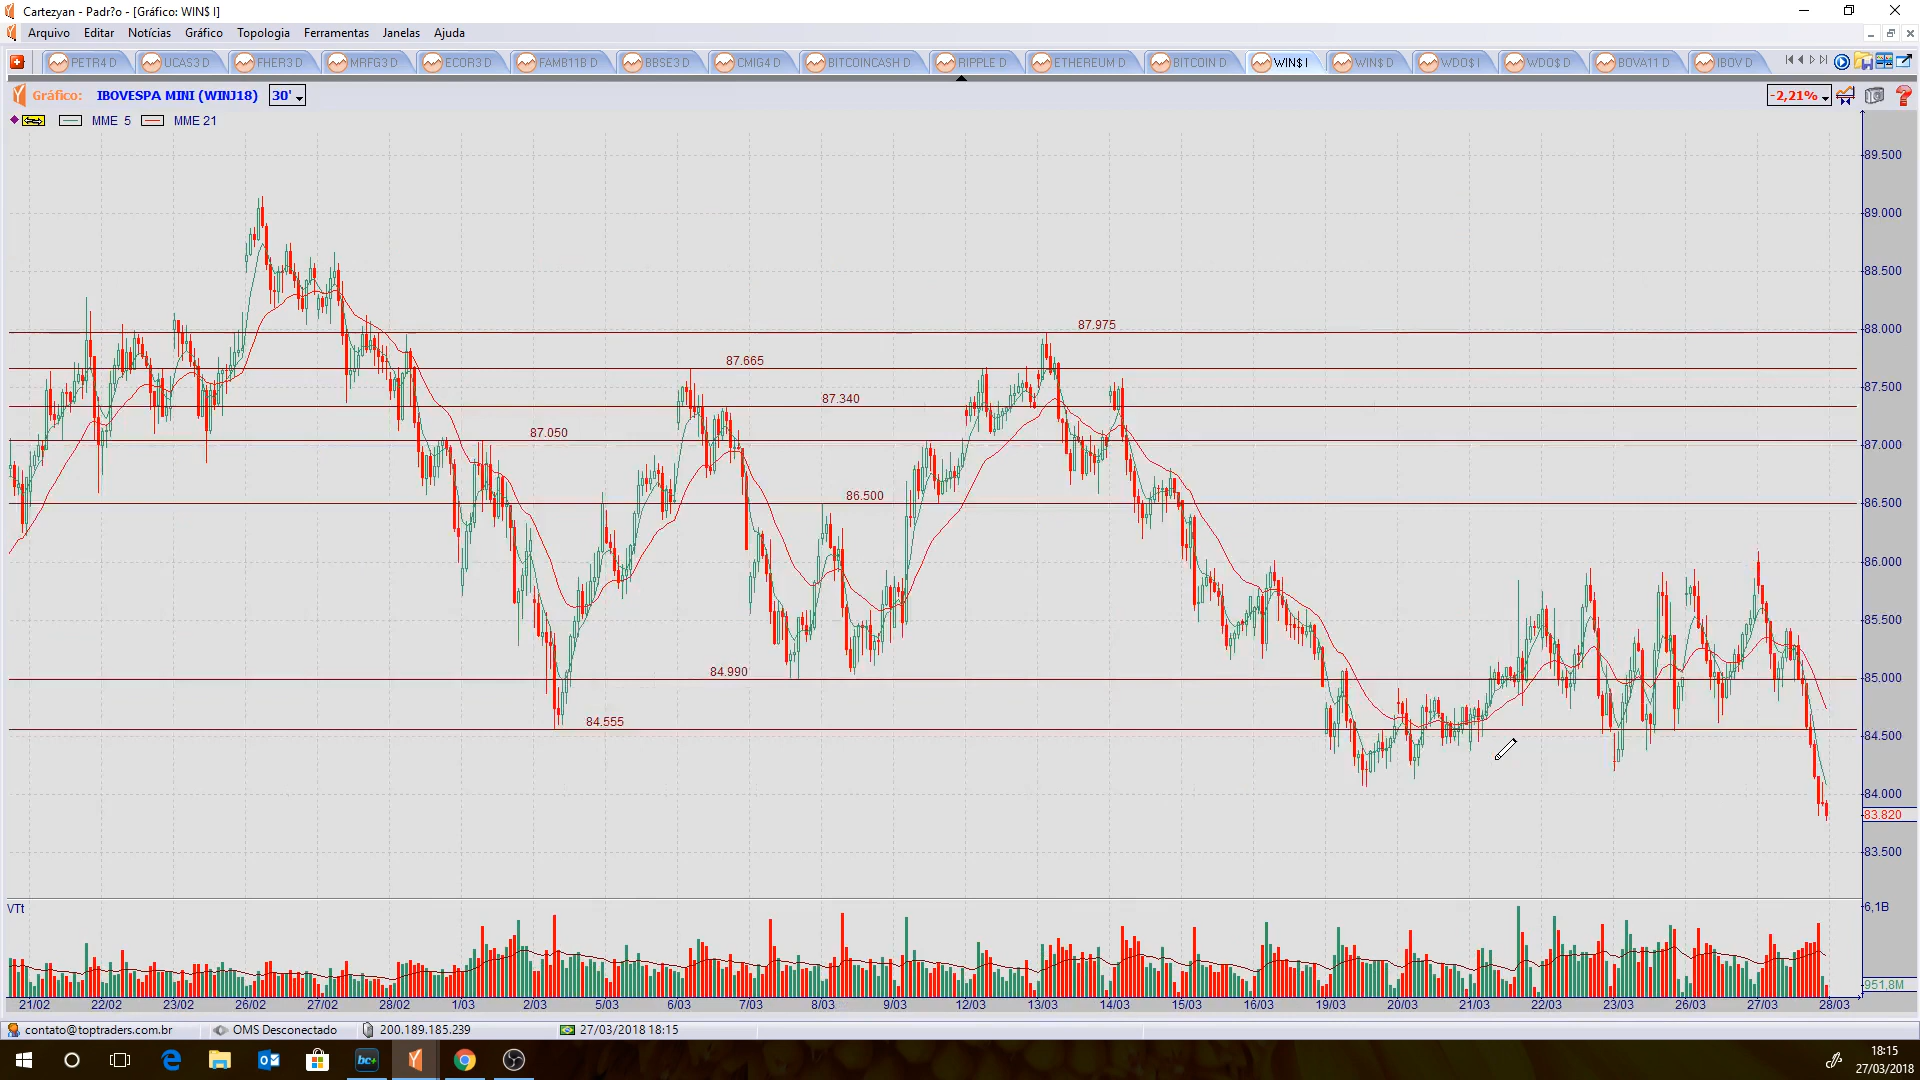 Cartezyan - Padr?o - [Gráfico: WIN$ I]
Arquivo Editar Notícias Gráfico Topologia Ferramentas Janelas Ajuda
PETR4 D UCAS3 D FHER3 D MRFG3 D ECOR3 D FAMB11B D BBSE3 D CMIG4 D BITCOINCASH D RIPPLE D ETHEREUM D BITCOIN D WIN$ I WIN$ D WDO$ I WDO$ D BOVA11 D IBOV D
Gráfico: IBOVESPA MINI (WINJ18) 30' -2,21%
MME 5 MME 21
89.500
89.000
88.500
87.975
88.000
87.665
87.500
87.340
87.050
87.000
86.500
86.500
86.000
85.500
84.990
85.000
84.555
84.500
84.000
83.820
83.500
VTt
6,1B
951,8M
21/02 22/02 23/02 26/02 27/02 28/02 1/03 2/03 5/03 6/03 7/03 8/03 9/03 12/03 13/03 14/03 15/03 16/03 19/03 20/03 21/03 22/03 23/03 26/03 27/03 28/03
contato@toptraders.com.br OMS Desconectado 200.189.185.239 27/03/2018 18:15
bc+
18:15
27/03/2018